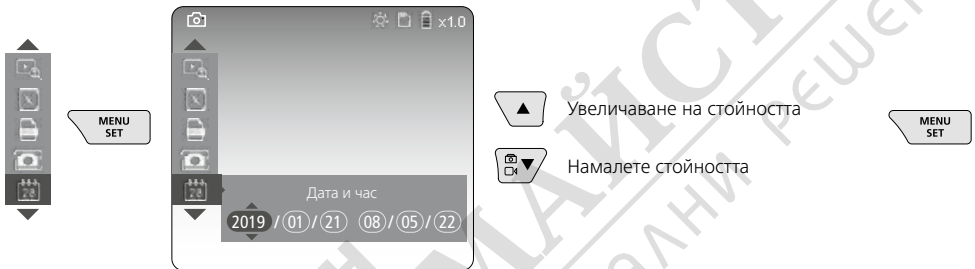 x1.0
MENU
SET
Дата и час
2019 / 01 / 21 08 / 05 / 22
Увеличаване на стойността
Намалете стойността
MENU
SET